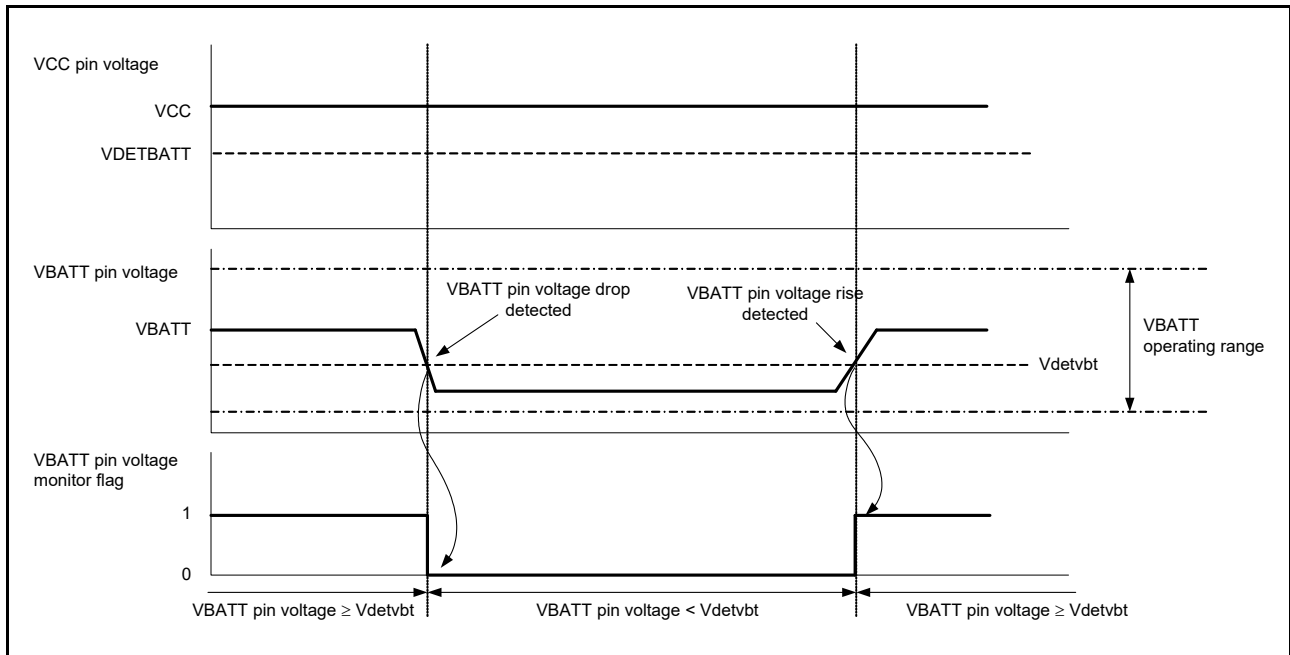 VCC pin voltage
VCC
VDETBATT
VBATT pin voltage
VBATT pin voltage drop
detected
VBATT pin voltage rise
detected
VBATT
VBATT
operating range
Vdetvbt
VBATT pin voltage
monitor flag
1
0
VBATT pin voltage ≥ Vdetvbt
VBATT pin voltage < Vdetvbt
VBATT pin voltage ≥ Vdetvbt